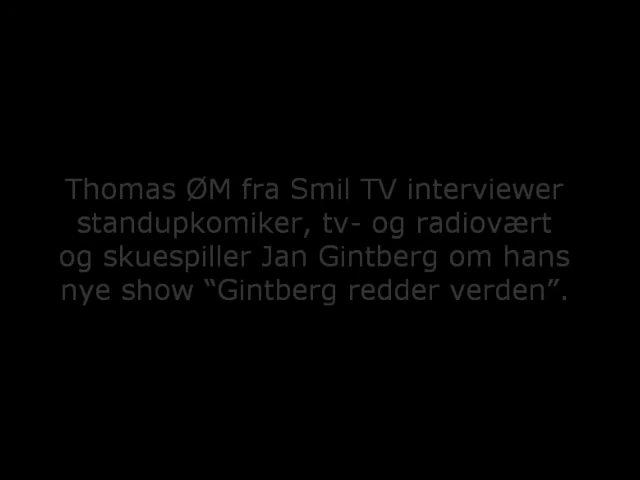 Thomas ØM fra Smil TV interviewer
standupkomiker, tv- og radiovært
og skuespiller Jan Gintberg om hans
nye show “Gintberg redder verden”.